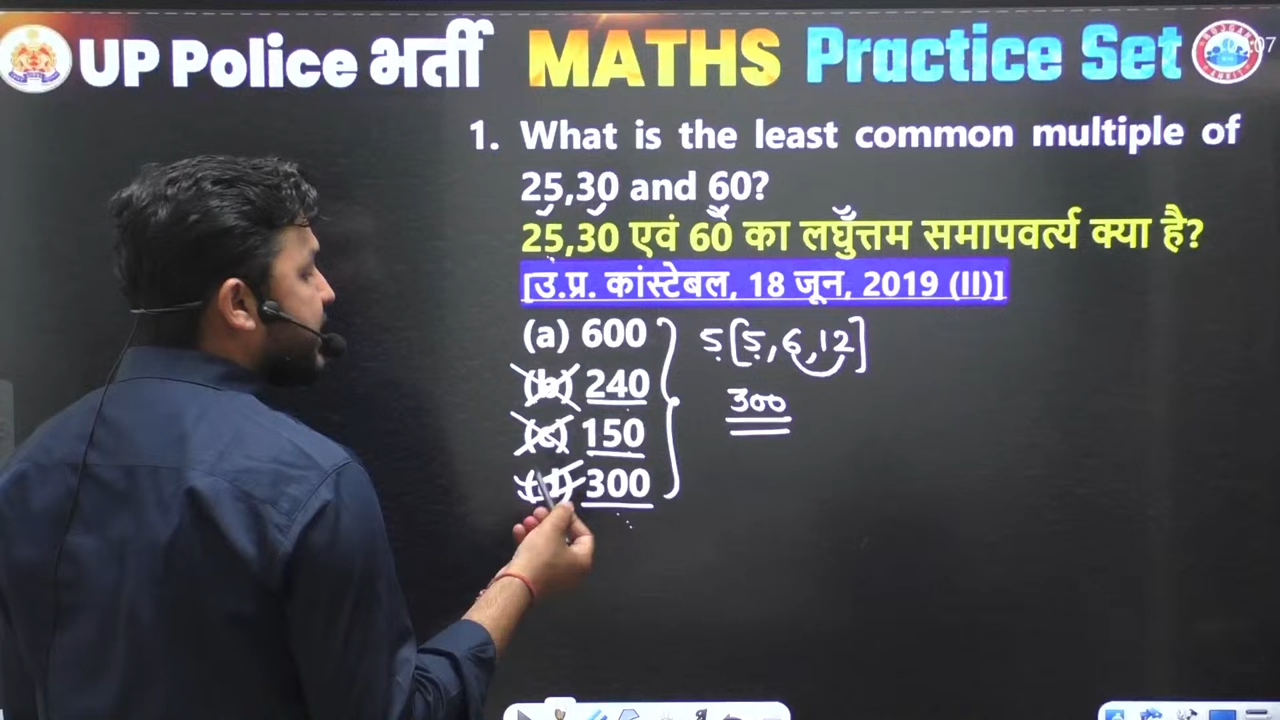 UP Police भर्ती MATHS Practice Set
:07
1. What is the least common multiple of
25,30 and 60?
25,30 एवं 60 का लघुत्तम समापवर्त्य क्या है?
[उ.प्र. कांस्टेबल, 18 जून, 2019 (II)]
(a) 600
(b) 240
(c) 150
(d) 300
5[5,6,12]
300